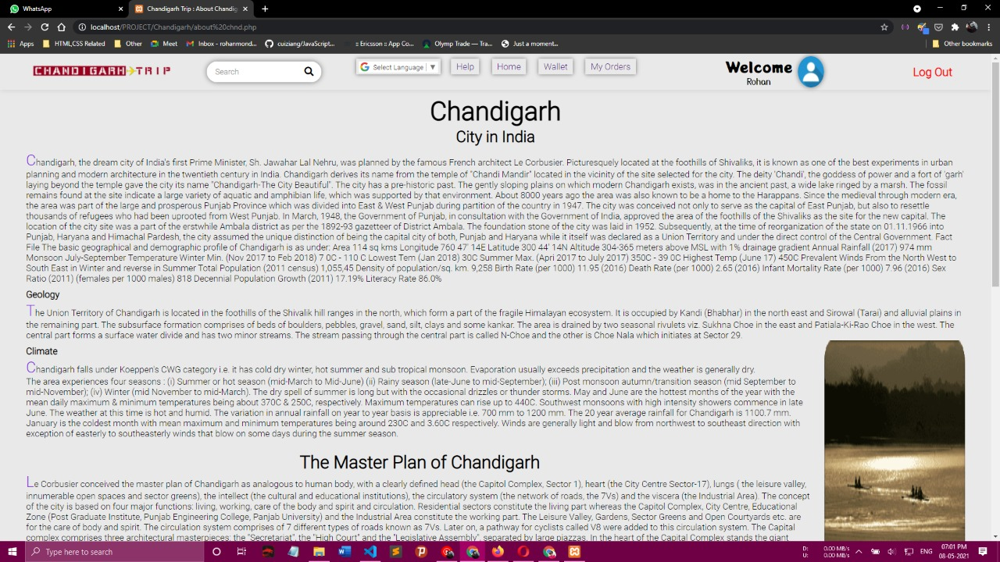 WhatsApp
Chandigarh Trip : About Chandig
localhost/PROJECT/Chandigarh/about%20chnd.php
Apps
HTML,CSS Related
Other
Meet
Inbox - rohanmond...
cuiziang/JavaScript...
:: Ericsson :: App Co...
Olymp Trade — Tra...
Just a moment...
Other bookmarks
CHANDIGARH TRIP
Search
Select Language
Help
Home
Wallet
My Orders
Welcome
Rohan
Log Out
Chandigarh
City in India
Chandigarh, the dream city of India's first Prime Minister, Sh. Jawahar Lal Nehru, was planned by the famous French architect Le Corbusier. Picturesquely located at the foothills of Shivaliks, it is known as one of the best experiments in urban
planning and modern architecture in the twentieth century in India. Chandigarh derives its name from the temple of "Chandi Mandir" located in the vicinity of the site selected for the city. The deity 'Chandi', the goddess of power and a fort of 'garh'
laying beyond the temple gave the city its name "Chandigarh-The City Beautiful". The city has a pre-historic past. The gently sloping plains on which modern Chandigarh exists, was in the ancient past, a wide lake ringed by a marsh. The fossil
remains found at the site indicate a large variety of aquatic and amphibian life, which was supported by that environment. About 8000 years ago the area was also known to be a home to the Harappans. Since the medieval through modern era,
the area was part of the large and prosperous Punjab Province which was divided into East & West Punjab during partition of the country in 1947. The city was conceived not only to serve as the capital of East Punjab, but also to resettle
thousands of refugees who had been uprooted from West Punjab. In March, 1948, the Government of Punjab, in consultation with the Government of India, approved the area of the foothills of the Shivaliks as the site for the new capital. The
location of the city site was a part of the erstwhile Ambala district as per the 1892-93 gazetteer of District Ambala. The foundation stone of the city was laid in 1952. Subsequently, at the time of reorganization of the state on 01.11.1966 into
Punjab, Haryana and Himachal Pardesh, the city assumed the unique distinction of being the capital city of both, Punjab and Haryana while it itself was declared as a Union Territory and under the direct control of the Central Government. Fact
File The basic geographical and demographic profile of Chandigarh is as under: Area 114 sq kms Longitude 760 47' 14E Latitude 300 44' 14N Altitude 304-365 meters above MSL with 1% drainage gradient Annual Rainfall (2017) 974 mm
Monsoon July-September Temperature Winter Min. (Nov 2017 to Feb 2018) 7 0C - 110 C Lowest Tem (Jan 2018) 30C Summer Max. (Apri 2017 to July 2017) 350C - 39 0C Highest Temp (June 17) 450C Prevalent Winds From the North West to
South East in Winter and reverse in Summer Total Population (2011 census) 1,055,45 Density of population/sq. km. 9,258 Birth Rate (per 1000) 11.95 (2016) Death Rate (per 1000) 2.65 (2016) Infant Mortality Rate (per 1000) 7.96 (2016) Sex
Ratio (2011) (females per 1000 males) 818 Decennial Population Growth (2011) 17.19% Literacy Rate 86.0%
Geology
The Union Territory of Chandigarh is located in the foothills of the Shivalik hill ranges in the north, which form a part of the fragile Himalayan ecosystem. It is occupied by Kandi (Bhabhar) in the north east and Sirowal (Tarai) and alluvial plains in
the remaining part. The subsurface formation comprises of beds of boulders, pebbles, gravel, sand, silt, clays and some kankar. The area is drained by two seasonal rivulets viz. Sukhna Choe in the east and Patiala-Ki-Rao Choe in the west. The
central part forms a surface water divide and has two minor streams. The stream passing through the central part is called N-Choe and the other is Choe Nala which initiates at Sector 29.
Climate
Chandigarh falls under Koeppen's CWG category i.e. it has cold dry winter, hot summer and sub tropical monsoon. Evaporation usually exceeds precipitation and the weather is generally dry.
The area experiences four seasons : (i) Summer or hot season (mid-March to Mid-June) (ii) Rainy season (late-June to mid-September); (iii) Post monsoon autumn/transition season (mid September to
mid-November); (iv) Winter (mid November to mid-March). The dry spell of summer is long but with the occasional drizzles or thunder storms. May and June are the hottest months of the year with the
mean daily maximum & minimum temperatures being about 370C & 250C, respectively. Maximum temperatures can rise up to 440C. Southwest monsoons with high intensity showers commence in late
June. The weather at this time is hot and humid. The variation in annual rainfall on year to year basis is appreciable i.e. 700 mm to 1200 mm. The 20 year average rainfall for Chandigarh is 1100.7 mm.
January is the coldest month with mean maximum and minimum temperatures being around 230C and 3.60C respectively. Winds are generally light and blow from northwest to southeast direction with
exception of easterly to southeasterly winds that blow on some days during the summer season.
The Master Plan of Chandigarh
Le Corbusier conceived the master plan of Chandigarh as analogous to human body, with a clearly defined head (the Capitol Complex, Sector 1), heart (the City Centre Sector-17), lungs ( the leisure valley,
innumerable open spaces and sector greens), the intellect (the cultural and educational institutions), the circulatory system (the network of roads, the 7Vs) and the viscera (the Industrial Area). The concept
of the city is based on four major functions: living, working, care of the body and spirit and circulation. Residential sectors constitute the living part whereas the Capitol Complex, City Centre, Educational
Zone (Post Graduate Institute, Punjab Engineering College, Panjab University) and the Industrial Area constitute the working part. The Leisure Valley, Gardens, Sector Greens and Open Courtyards etc. are
for the care of body and spirit. The circulation system comprises of 7 different types of roads known as 7Vs. Later on, a pathway for cyclists called V8 were added to this circulation system. The Capital
complex comprises three architectural masterpieces: the "Secretariat", the "High Court" and the "Legislative Assembly", separated by large piazzas. In the heart of the Capital Complex stands the giant
Type here to search
D: 0.00 MB/s
U: 0.00 MB/s
ENG
07:01 PM
08-05-2021